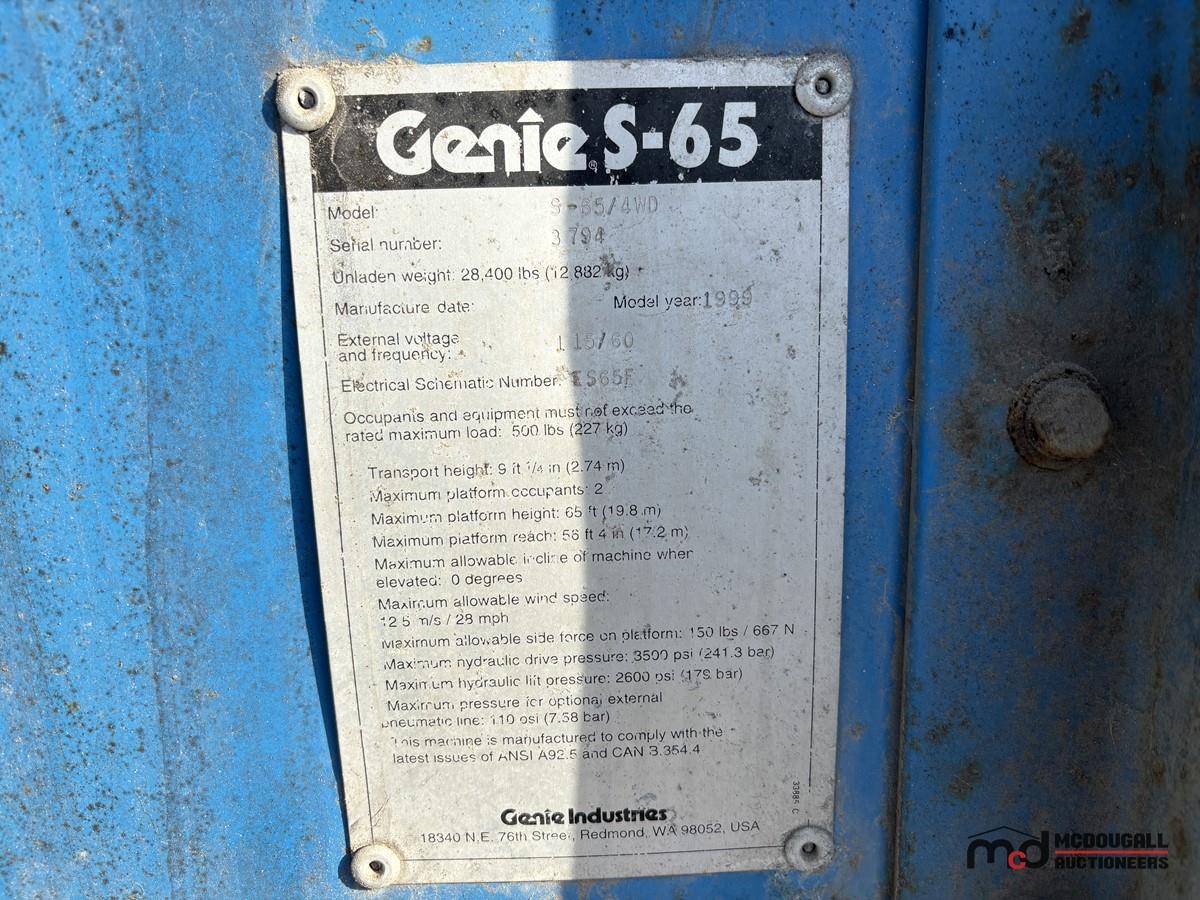 Genie® S-65
Model: S-65/4WD
Serial number: 3794
Unladen weight: 28,400 lbs (12,882 kg)
Manufacture date: Model year: 1999
External voltage
and frequency: 115/60
Electrical Schematic Number: ES65F
Occupants and equipment must not exceed the
rated maximum load: 500 lbs (227 kg)
Transport height: 9 ft 1/4 in (2.74 m)
Maximum platform occupants: 2
Maximum platform height: 65 ft (19.8 m)
Maximum platform reach: 56 ft 4 in (17.2 m)
Maximum allowable incline of machine when
elevated: 0 degrees
Maximum allowable wind speed:
12.5 m/s / 28 mph
Maximum allowable side force on platform: 150 lbs / 667 N
Maximum hydraulic drive pressure: 3500 psi (241.3 bar)
Maximum hydraulic lift pressure: 2600 psi (179 bar)
Maximum pressure for optional external
pneumatic line: 110 psi (7.58 bar)
This machine is manufactured to comply with the
latest issues of ANSI A92.5 and CAN B.354.4
Genie Industries
18340 N.E. 76th Street, Redmond, WA 98052, USA
mcd MCDOUGALL
AUCTIONEERS